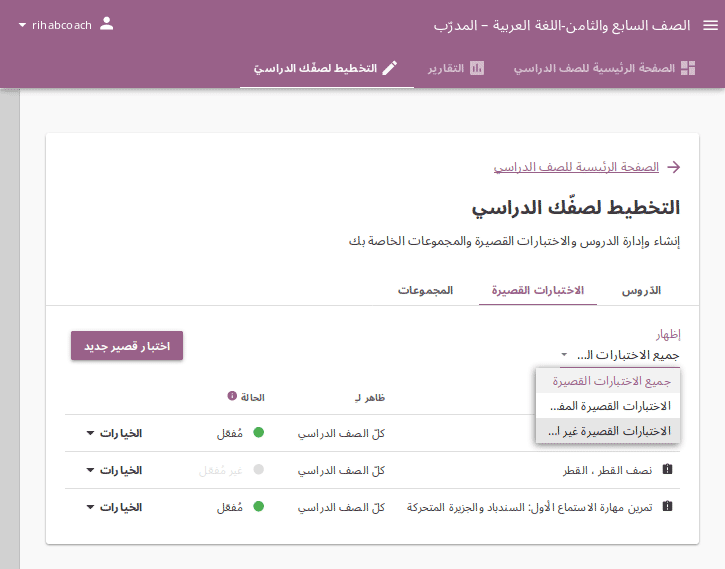 الصف السابع والثامن-اللغة العربية – المدرّب
rihabcoach
الصفحة الرئيسية للصف الدراسي
التقارير
التخطيط لصفّك الدراسيّ
الصفحة الرئيسية للصف الدراسي
التخطيط لصفّك الدراسي
إنشاء وإدارة الدروس والاختبارات القصيرة والمجموعات الخاصة بك
الدّروس
الاختبارات القصيرة
المجموعات
إظهار
جميع الاختبارات الـ...
اختبار قصير جديد
جميع الاختبارات القصيرة
الاختبارات القصيرة المفـ...
الاختبارات القصيرة غير ا...
ظاهر لـِ
الحالة
كلّ الصف الدراسي
مُفعّل
الخيارات
نصف القطر ، القطر
كلّ الصف الدراسي
غير مُفعّل
الخيارات
تمرين مهارة الاستماع الأول: السندباد والجزيرة المتحركة
كلّ الصف الدراسي
مُفعّل
الخيارات